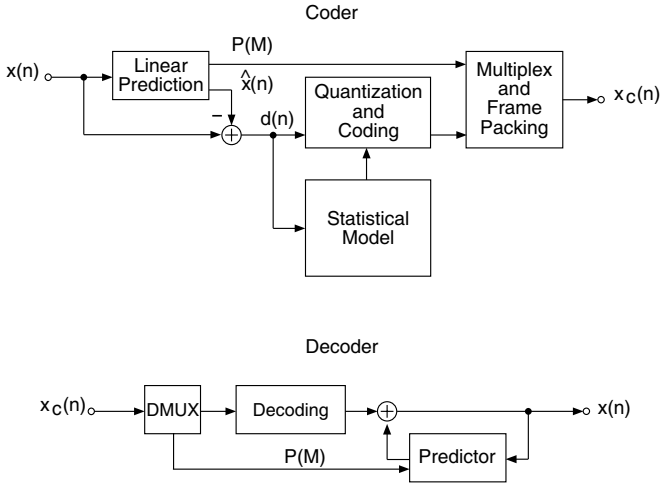 Coder
P(M)
x(n)
Linear
Prediction
x̂(n)
−
d(n)
Quantization
and
Coding
Multiplex
and
Frame
Packing
x_C(n)
Statistical
Model
Decoder
x_C(n)
DMUX
Decoding
x(n)
P(M)
Predictor